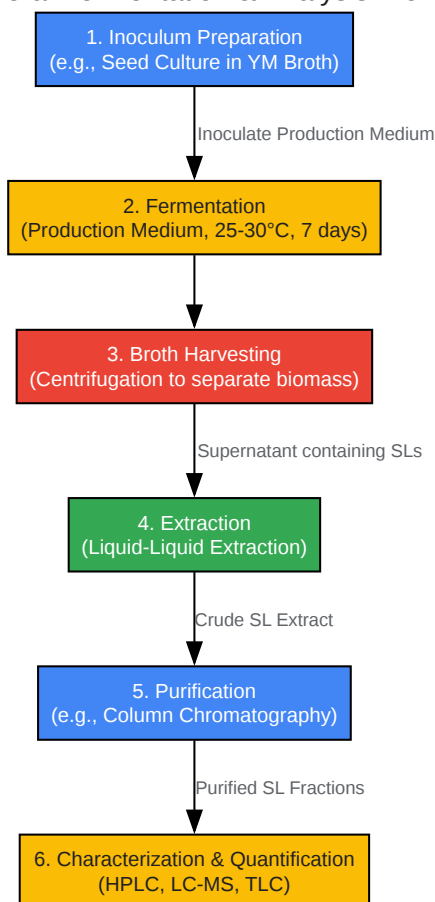 1. Inoculum Preparation
(e.g., Seed Culture in YM Broth)
Inoculate Production Medium
2. Fermentation
(Production Medium, 25-30°C, 7 days)
3. Broth Harvesting
(Centrifugation to separate biomass)
Supernatant containing SLs
4. Extraction
(Liquid-Liquid Extraction)
Crude SL Extract
5. Purification
(e.g., Column Chromatography)
Purified SL Fractions
6. Characterization & Quantification
(HPLC, LC-MS, TLC)